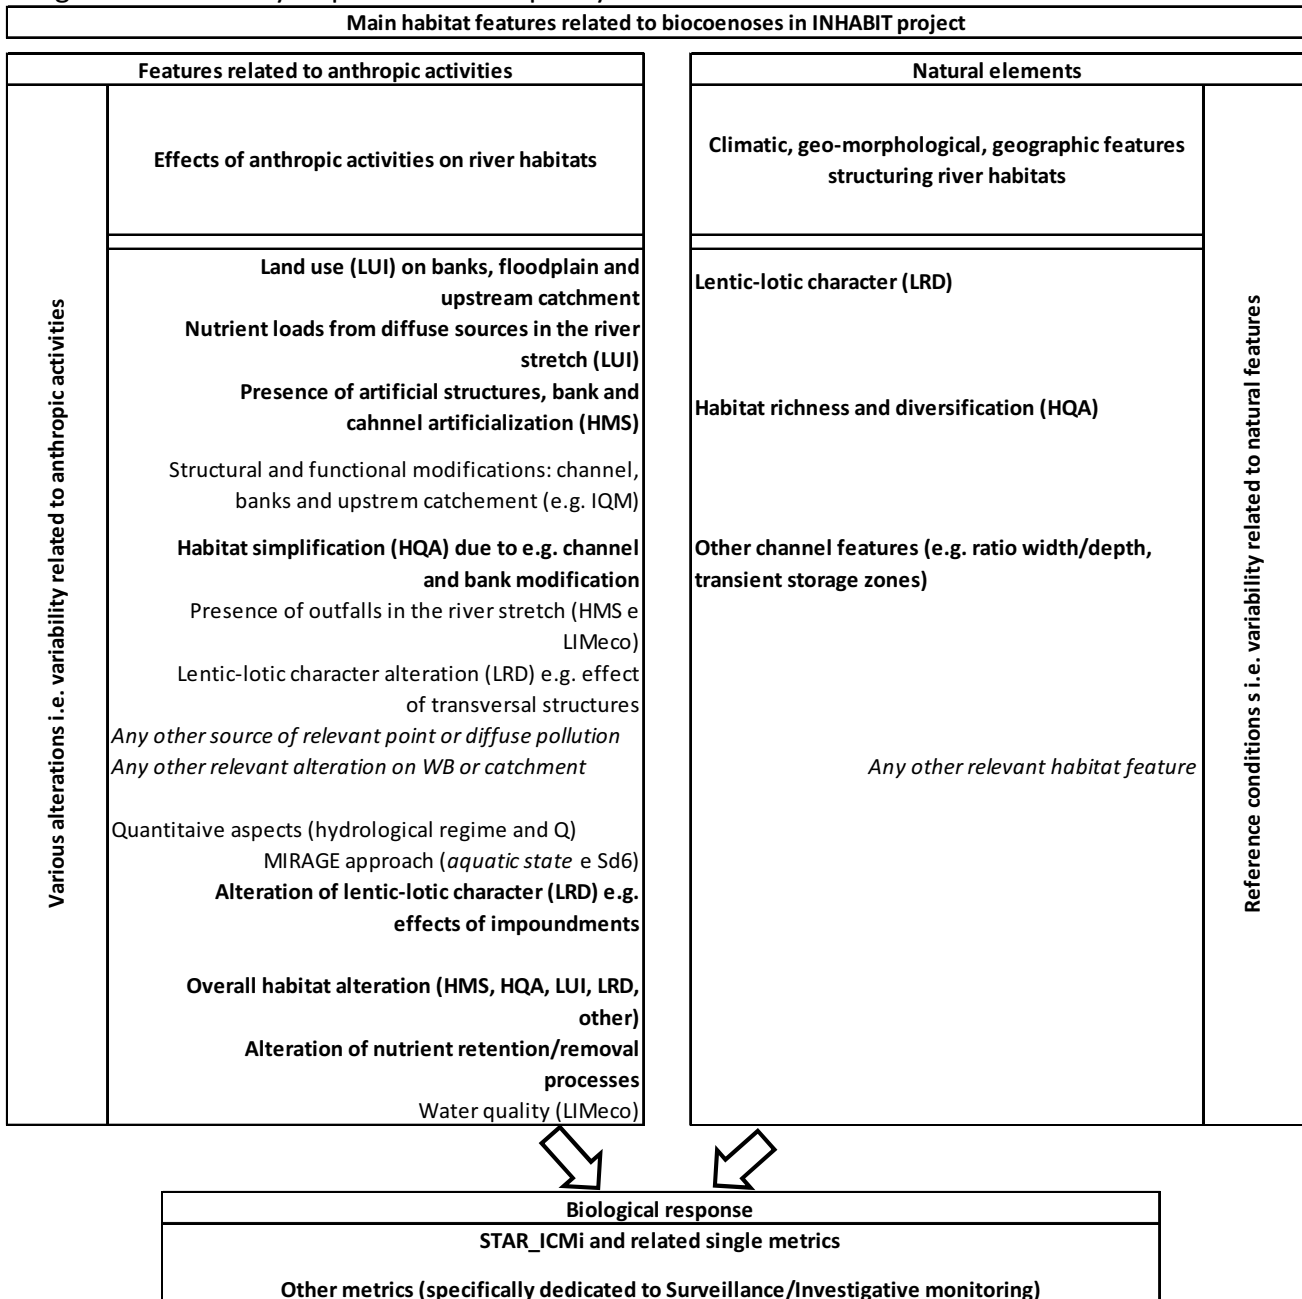 Main habitat features related to biocoenoses in INHABIT project
Features related to anthropic activities
Various alterations i.e. variability related to anthropic activities
Effects of anthropic activities on river habitats
Land use (LUI) on banks, floodplain and
upstream catchment
Nutrient loads from diffuse sources in the river
stretch (LUI)
Presence of artificial structures, bank and
cahnnel artificialization (HMS)
Structural and functional modifications: channel,
banks and upstrem catchement (e.g. IQM)
Habitat simplification (HQA) due to e.g. channel
and bank modification
Presence of outfalls in the river stretch (HMS e
LIMeco)
Lentic-lotic character alteration (LRD) e.g. effect
of transversal structures
Any other source of relevant point or diffuse pollution
Any other relevant alteration on WB or catchment
Quantitaive aspects (hydrological regime and Q)
MIRAGE approach (aquatic state e Sd6)
Alteration of lentic-lotic character (LRD) e.g.
effects of impoundments
Overall habitat alteration (HMS, HQA, LUI, LRD,
other)
Alteration of nutrient retention/removal
processes
Water quality (LIMeco)
Natural elements
Climatic, geo-morphological, geographic features
structuring river habitats
Lentic-lotic character (LRD)
Habitat richness and diversification (HQA)
Other channel features (e.g. ratio width/depth,
transient storage zones)
Any other relevant habitat feature
Reference conditions s i.e. variability related to natural features
Biological response
STAR_ICMi and related single metrics
Other metrics (specifically dedicated to Surveillance/Investigative monitoring)